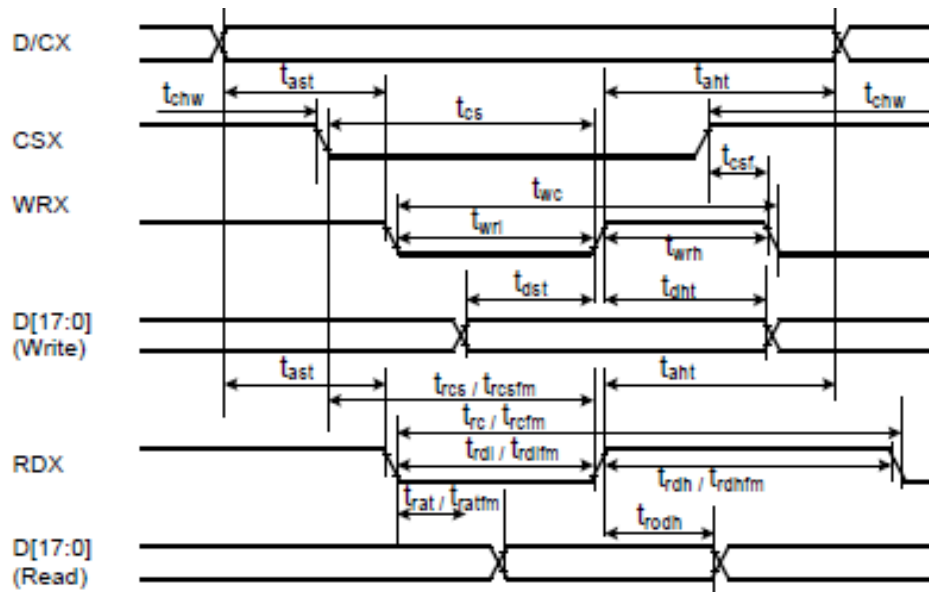 D/CX
tast
taht
tchw
tchw
tcs
CSX
tcsf
WRX
twc
twrl
twrh
tdst
tdht
D[17:0]
(Write)
tast
taht
trcs / trcsfm
trc / trcfm
RDX
trdl / trdlfm
trdh / trdhfm
trat / tratfm
trodh
D[17:0]
(Read)